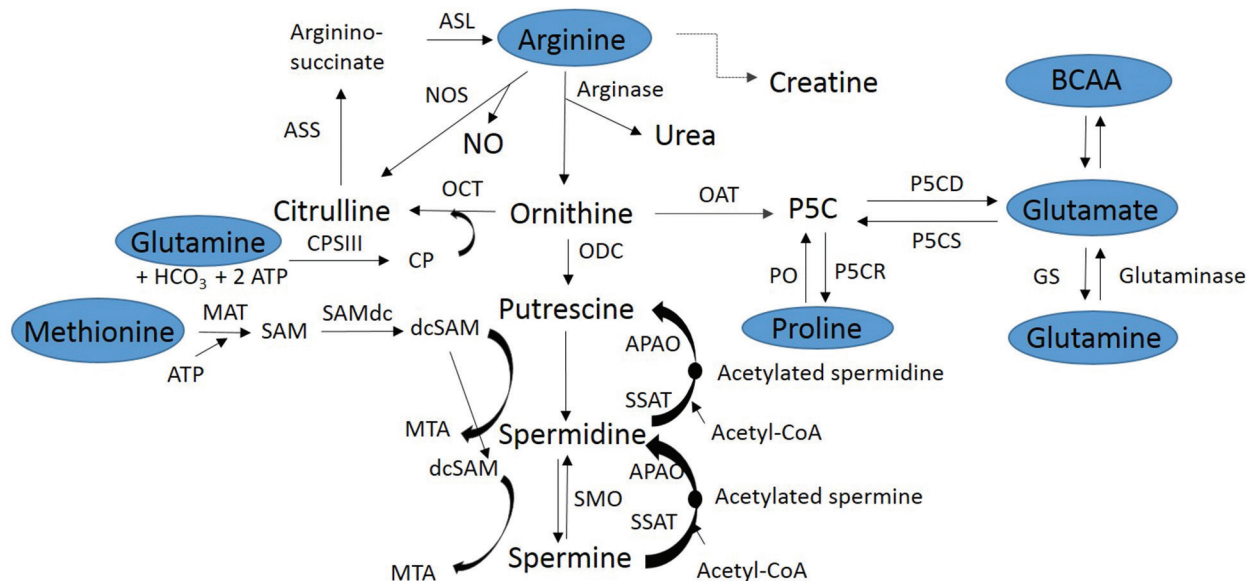 Arginino-
succinate
ASL
Arginine
Creatine
BCAA
NOS
Arginase
NO
Urea
ASS
OCT
OAT
P5CD
Citrulline
Ornithine
P5C
Glutamate
P5CS
Glutamine
CPSIII
CP
+ HCO3 + 2 ATP
ODC
PO
P5CR
GS
Glutaminase
Methionine
MAT
SAM
SAMdc
dcSAM
Putrescine
Proline
Glutamine
ATP
APAO
Acetylated spermidine
SSAT
MTA
Spermidine
Acetyl-CoA
dcSAM
APAO
SMO
Acetylated spermine
SSAT
MTA
Spermine
Acetyl-CoA